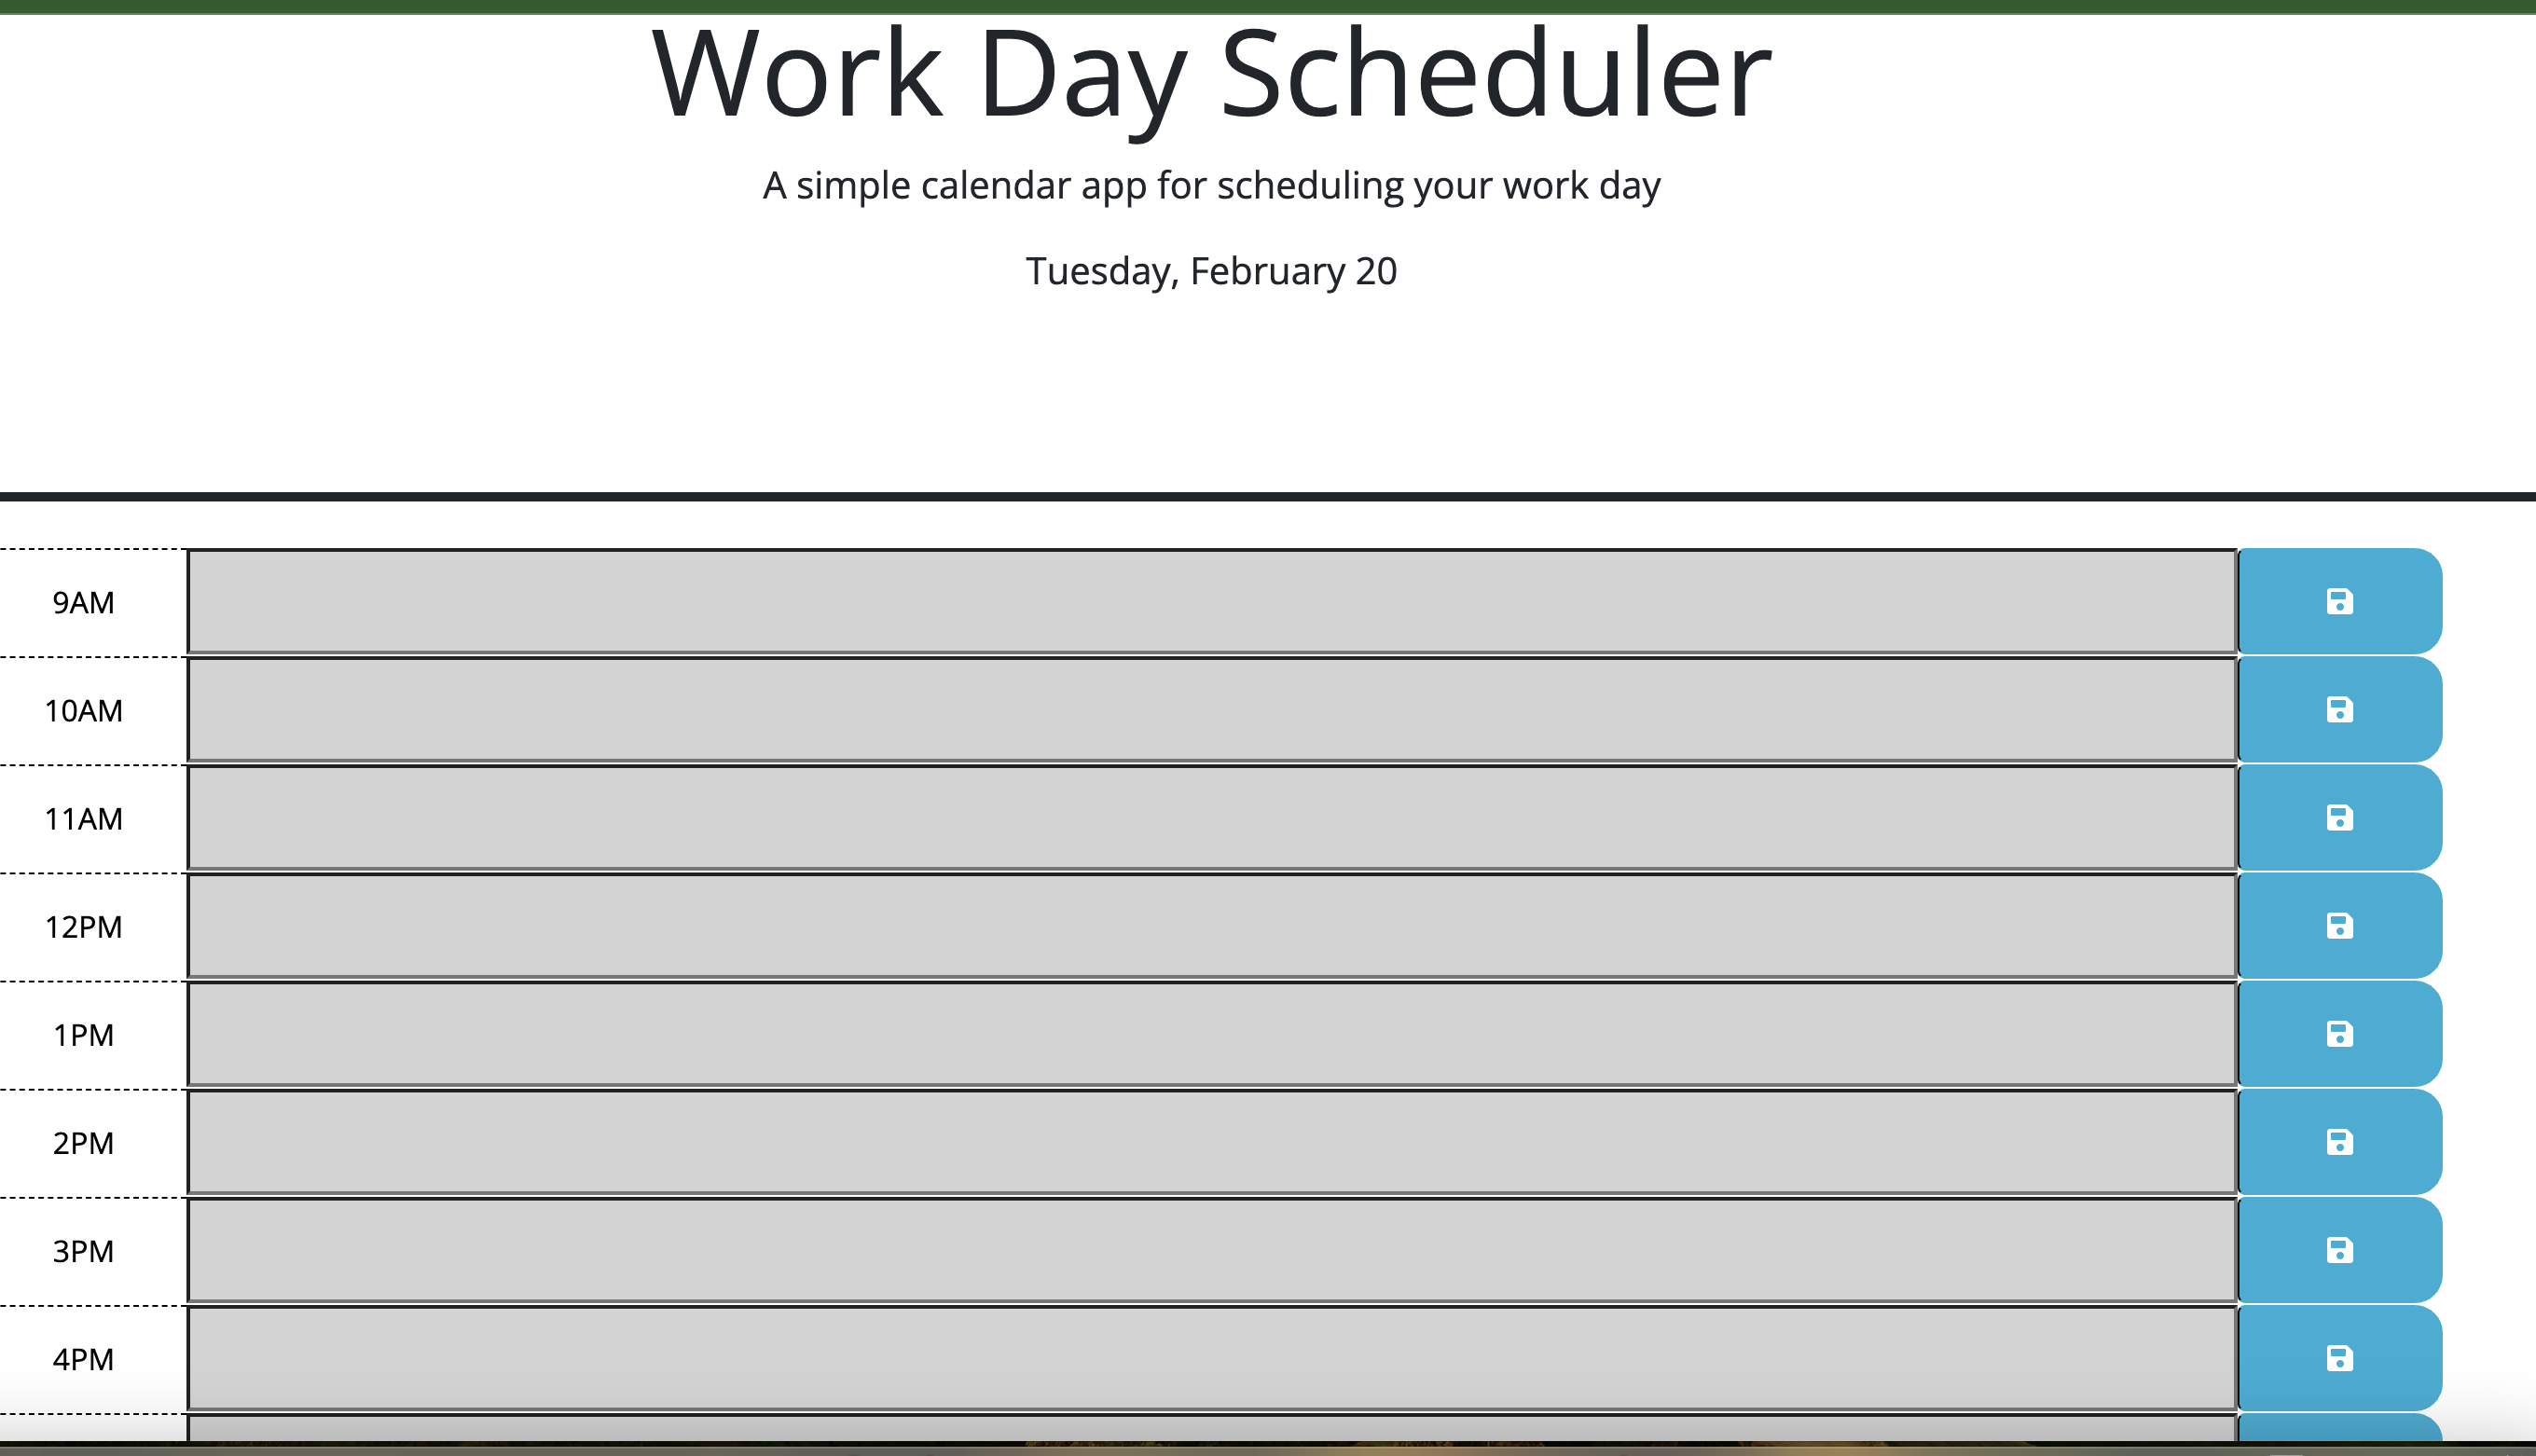 Work Day Scheduler
A simple calendar app for scheduling your work day
Tuesday, February 20
9AM
10AM
11AM
12PM
1PM
2PM
3PM
4PM